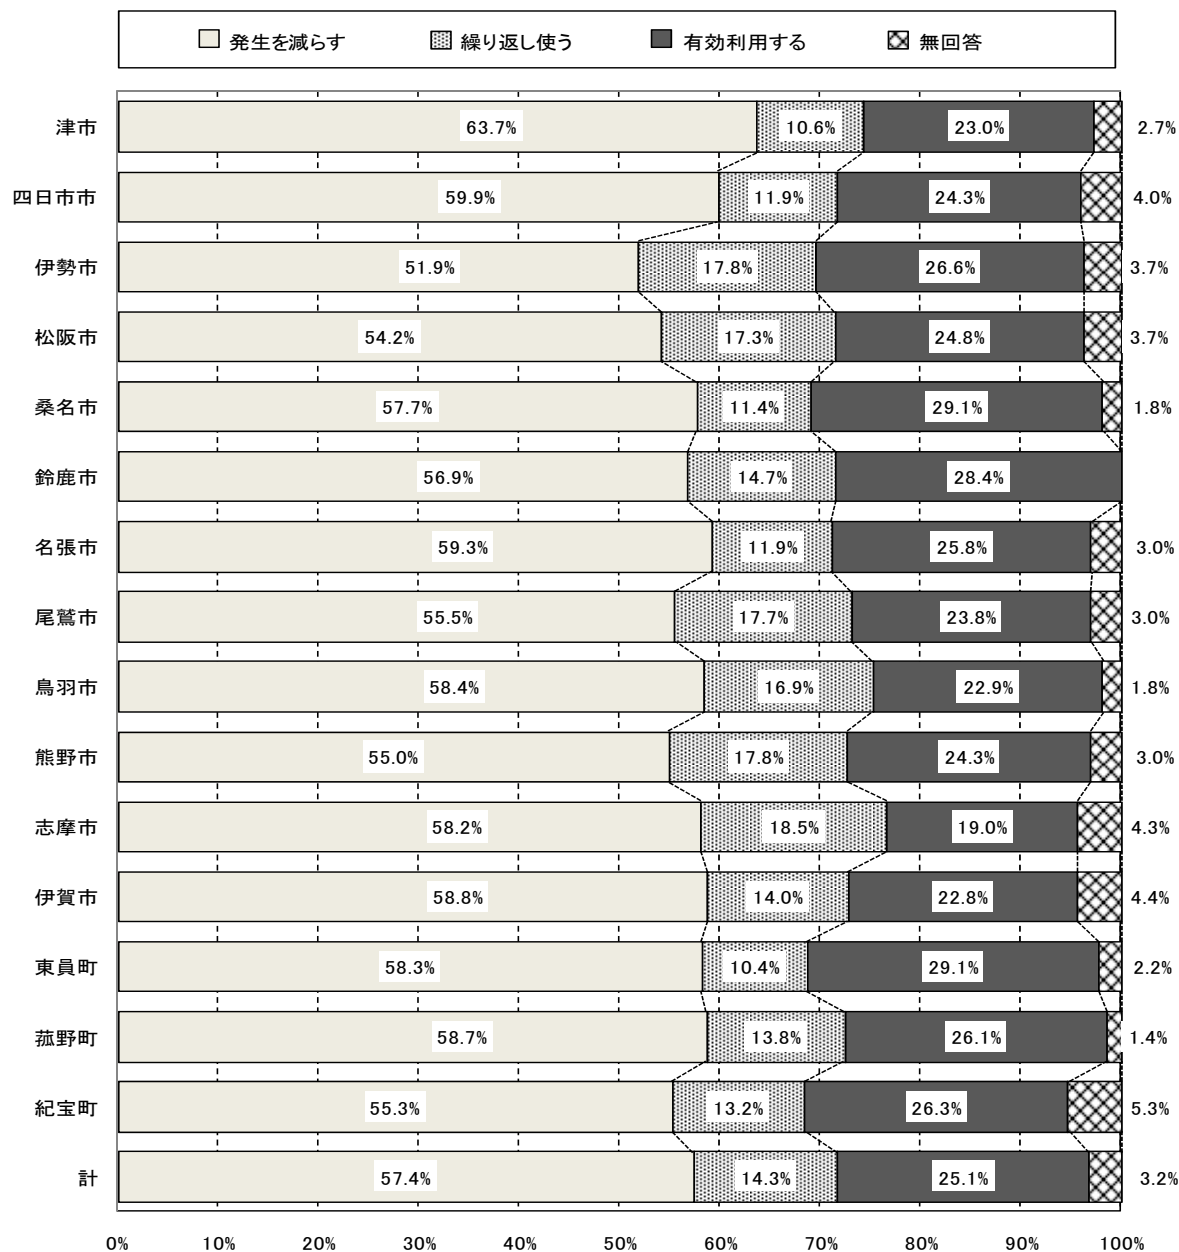 発生を減らす 繰り返し使う 有効利用する 無回答
津市 63.7% 10.6% 23.0% 2.7%
四日市市 59.9% 11.9% 24.3% 4.0%
伊勢市 51.9% 17.8% 26.6% 3.7%
松阪市 54.2% 17.3% 24.8% 3.7%
桑名市 57.7% 11.4% 29.1% 1.8%
鈴鹿市 56.9% 14.7% 28.4%
名張市 59.3% 11.9% 25.8% 3.0%
尾鷲市 55.5% 17.7% 23.8% 3.0%
鳥羽市 58.4% 16.9% 22.9% 1.8%
熊野市 55.0% 17.8% 24.3% 3.0%
志摩市 58.2% 18.5% 19.0% 4.3%
伊賀市 58.8% 14.0% 22.8% 4.4%
東員町 58.3% 10.4% 29.1% 2.2%
菰野町 58.7% 13.8% 26.1% 1.4%
紀宝町 55.3% 13.2% 26.3% 5.3%
計 57.4% 14.3% 25.1% 3.2%
0% 10% 20% 30% 40% 50% 60% 70% 80% 90% 100%